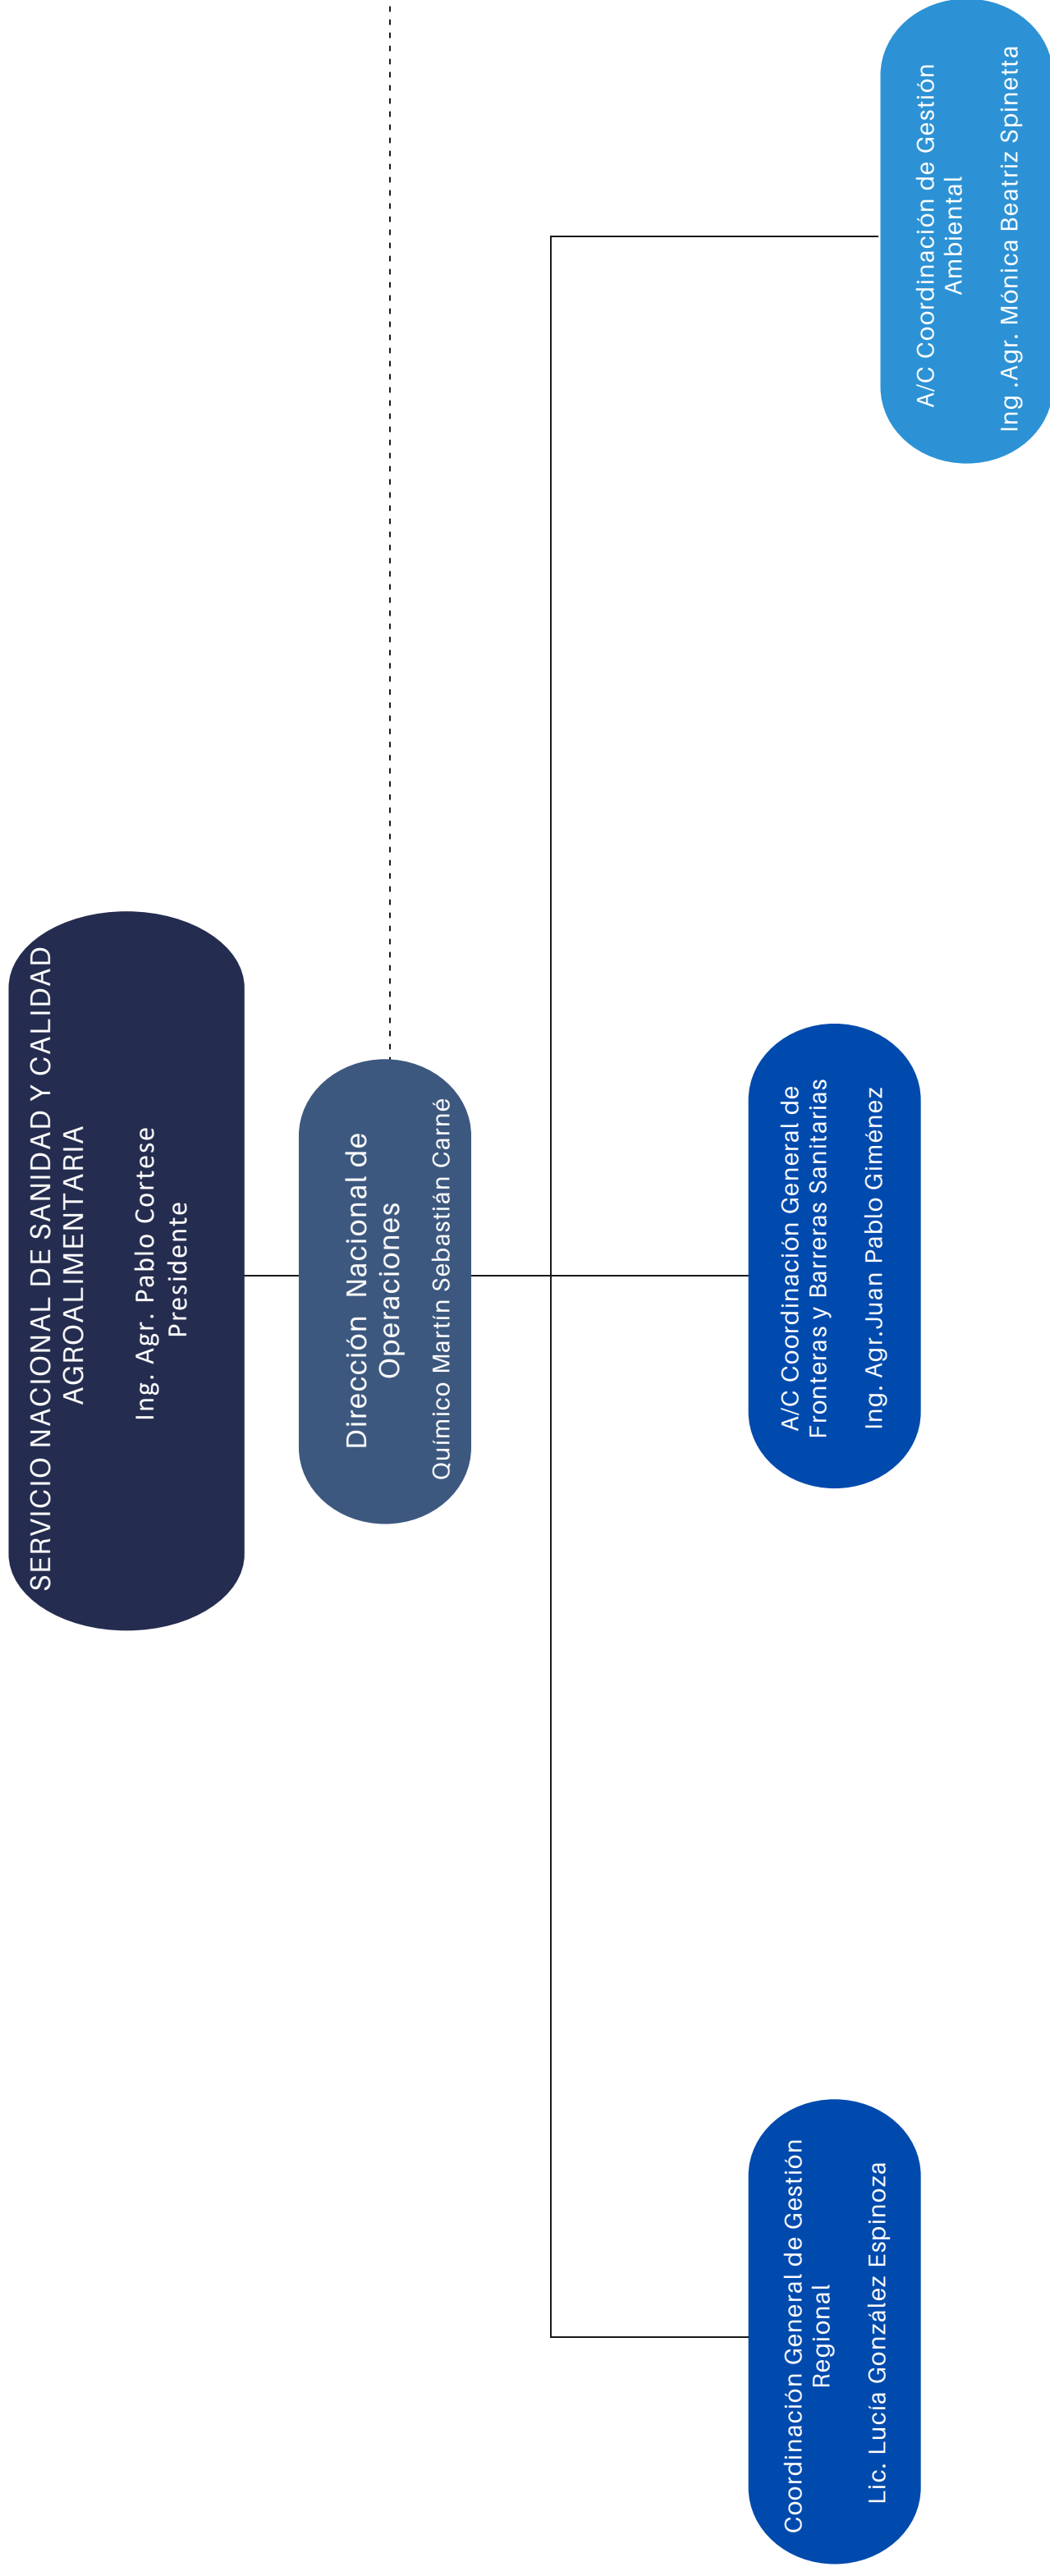 SERVICIO NACIONAL DE SANIDAD Y CALIDAD
AGROALIMENTARIA
Ing. Agr. Pablo Cortese
Presidente
Dirección  Nacional de
Operaciones
Químico Martín Sebastián Carné
Coordinación General de Gestión
Regional
Lic. Lucía González Espinoza
A/C Coordinación General de
Fronteras y Barreras Sanitarias
Ing. Agr.Juan Pablo Giménez
A/C Coordinación de Gestión
Ambiental
Ing .Agr. Mónica Beatriz Spinetta